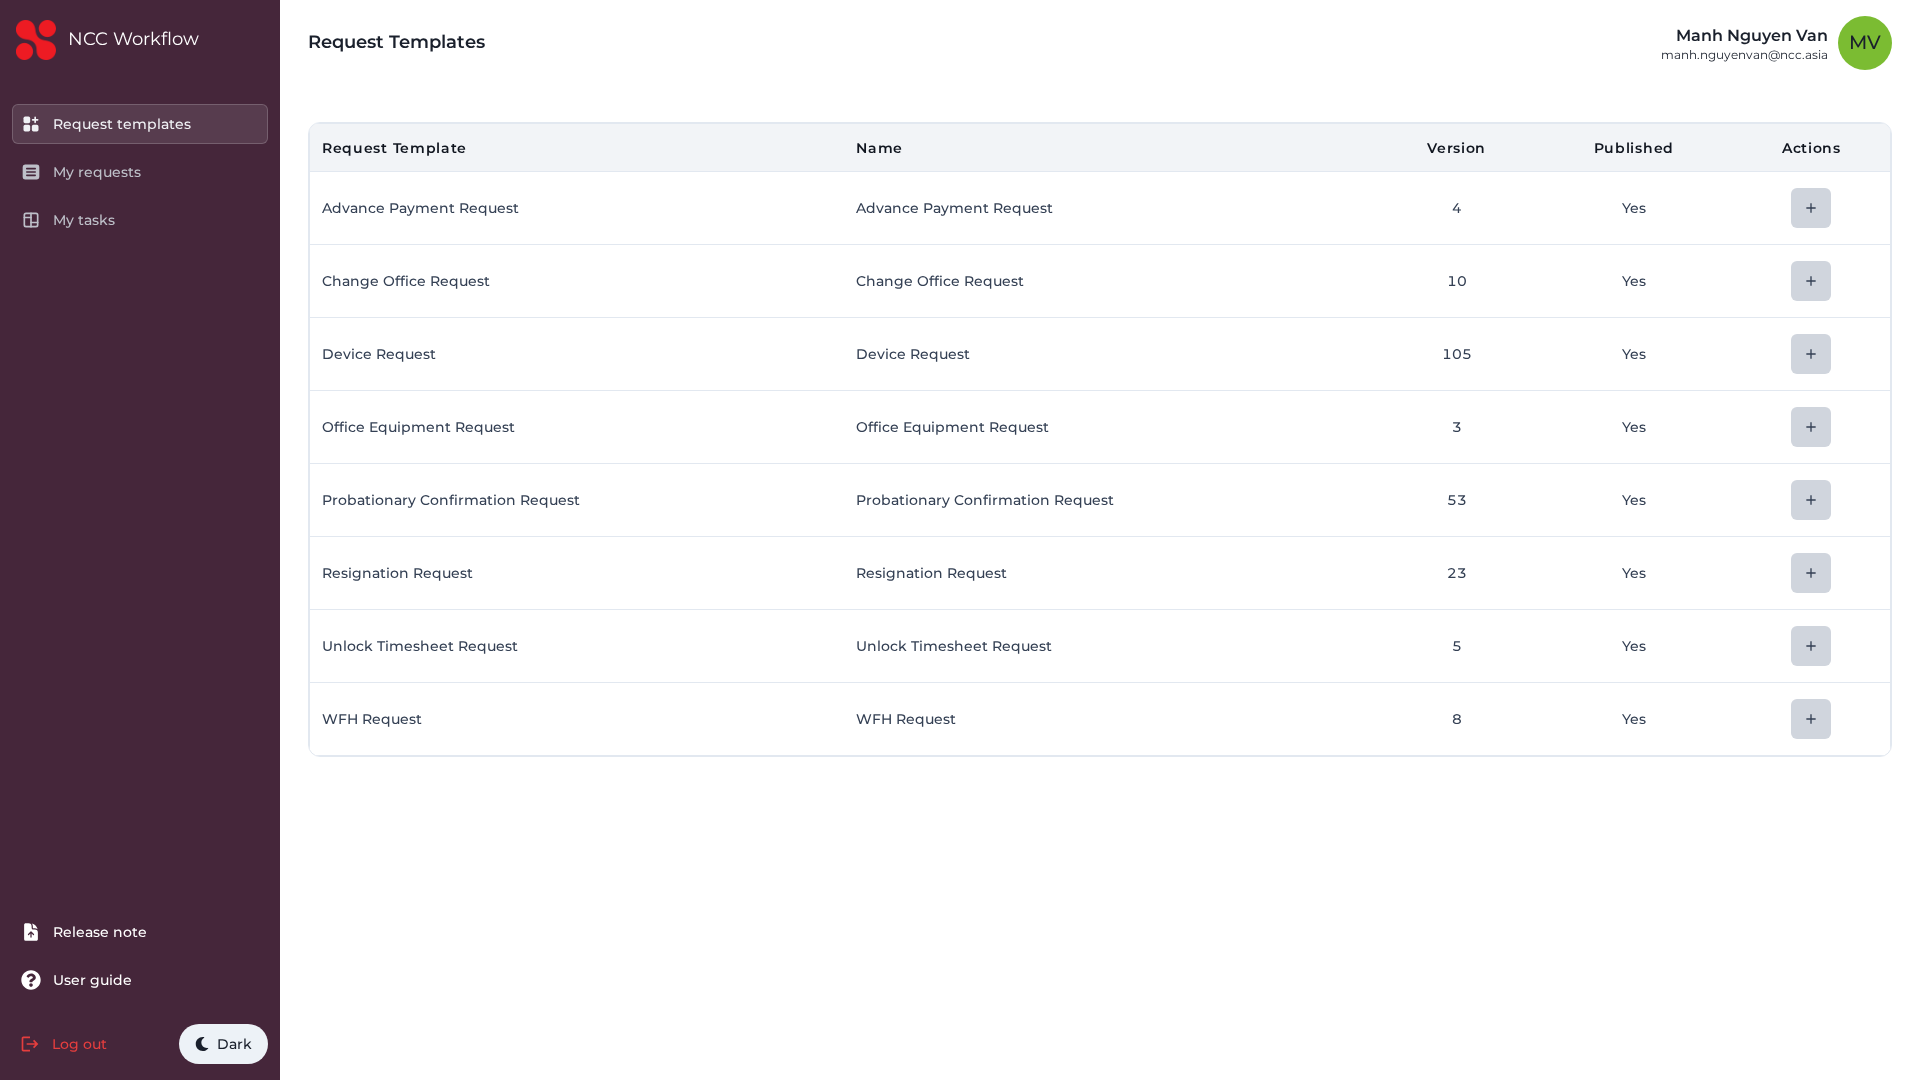 NCC Workflow
Request templates
My requests
My tasks
Release note
User guide
Log out
Dark
Request Templates
Manh Nguyen Van
manh.nguyenvan@ncc.asia
MV
Request Template Name Version Published Actions
Advance Payment Request Advance Payment Request 4 Yes +
Change Office Request Change Office Request 10 Yes +
Device Request Device Request 105 Yes +
Office Equipment Request Office Equipment Request 3 Yes +
Probationary Confirmation Request Probationary Confirmation Request 53 Yes +
Resignation Request Resignation Request 23 Yes +
Unlock Timesheet Request Unlock Timesheet Request 5 Yes +
WFH Request WFH Request 8 Yes +